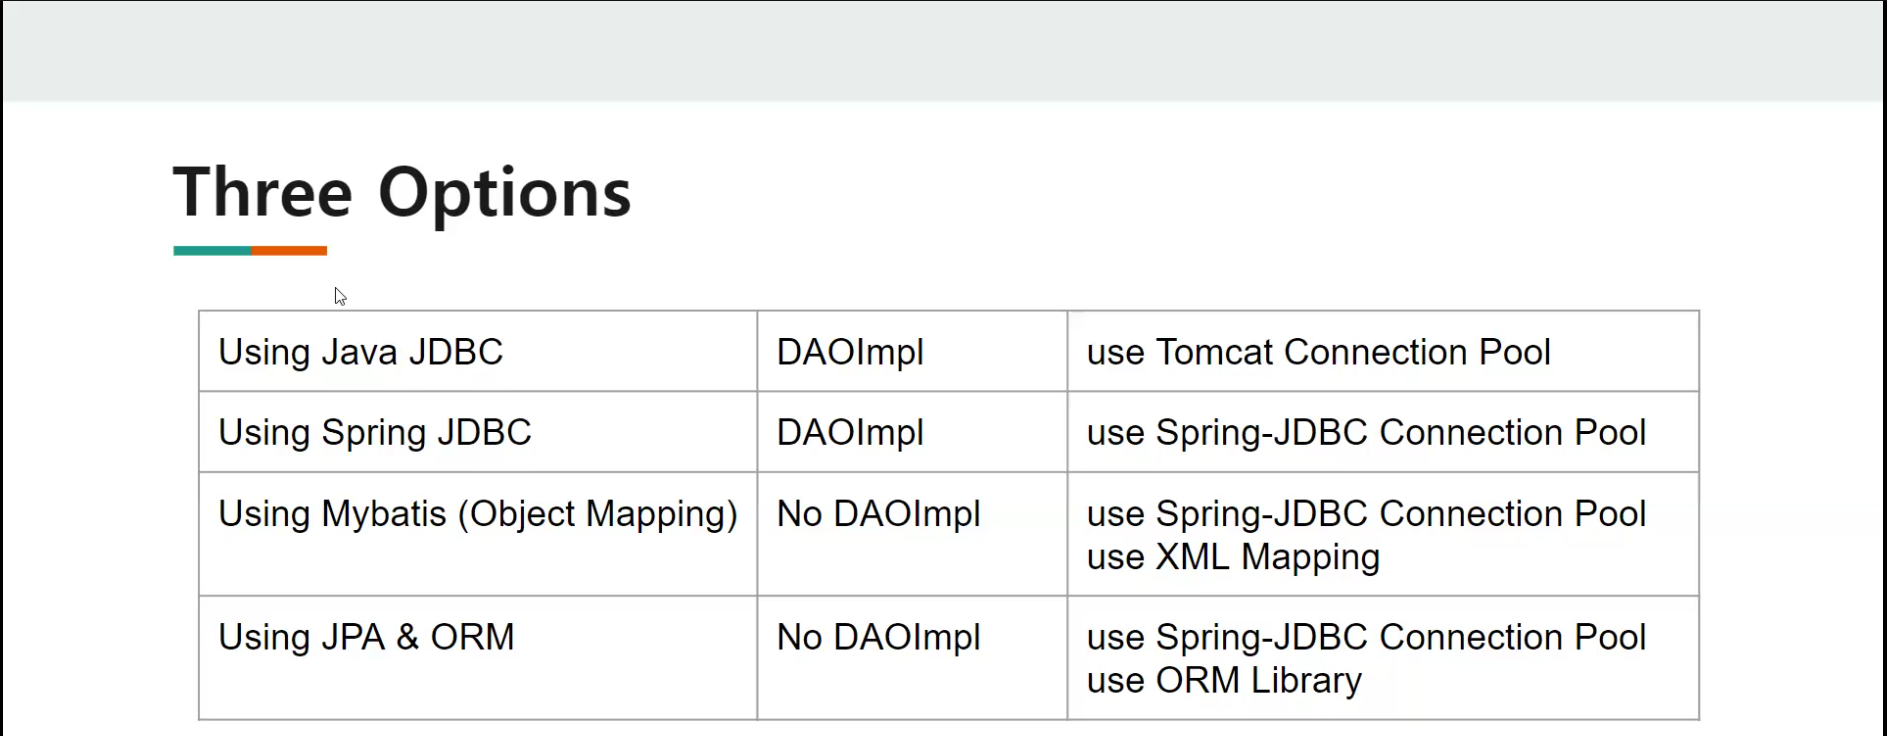 Three Options
Using Java JDBC
DAOImpl
use Tomcat Connection Pool
Using Spring JDBC
DAOImpl
use Spring-JDBC Connection Pool
Using Mybatis (Object Mapping)
No DAOImpl
use Spring-JDBC Connection Pool
use XML Mapping
Using JPA & ORM
No DAOImpl
use Spring-JDBC Connection Pool
use ORM Library